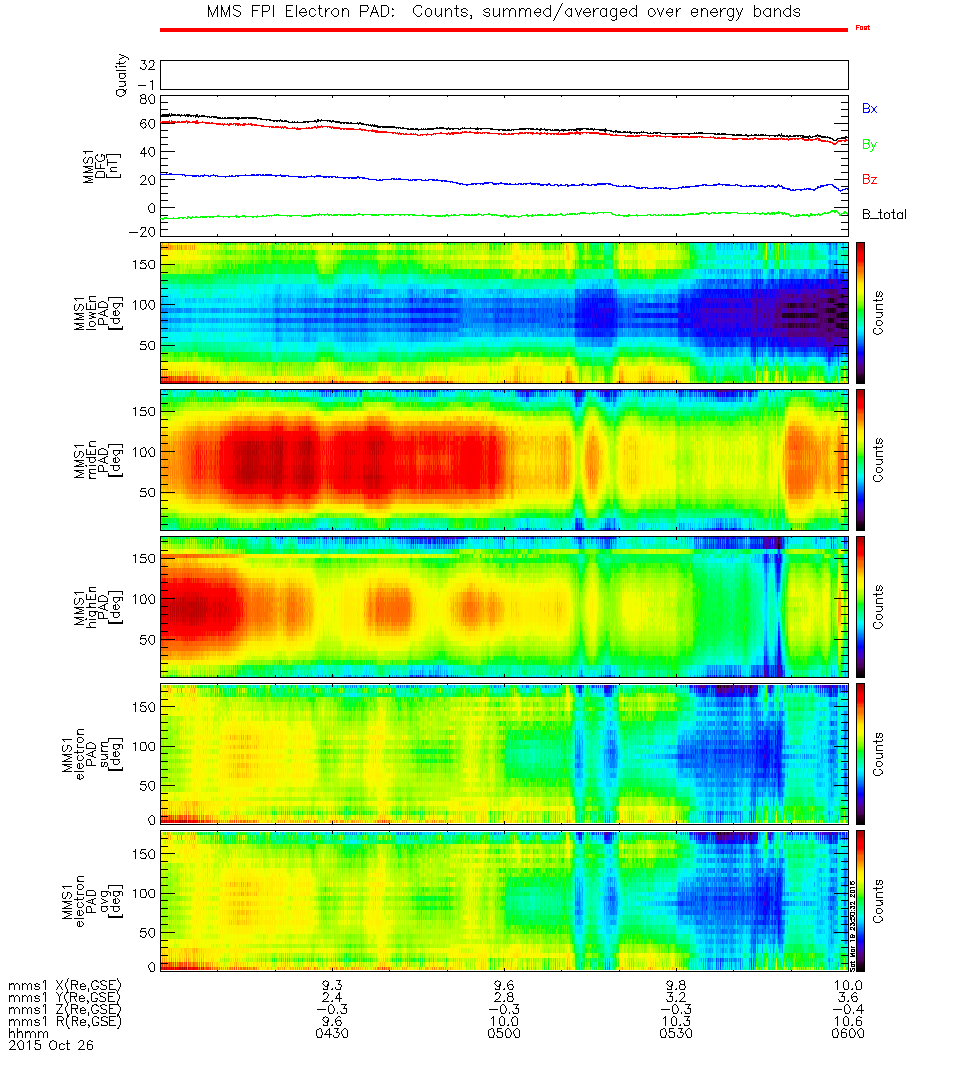 MMS FPI Electron PAD:  Counts, summed/averaged over energy bands
Fast
Quality
32
−1
MMS1
DFG
[nT]
80
60
40
20
0
−20
Bx
By
Bz
B_total
MMS1
lowEn
PAD
[deg]
150
100
50
Counts
MMS1
midEn
PAD
[deg]
150
100
50
Counts
MMS1
highEn
PAD
[deg]
150
100
50
Counts
MMS1
electron
PAD
sum
[deg]
150
100
50
0
Counts
MMS1
electron
PAD
avg
[deg]
150
100
50
0
Counts
mms1 X(Re,GSE) 9.3 9.6 9.8 10.0
mms1 Y(Re,GSE) 2.4 2.8 3.2 3.6
mms1 Z(Re,GSE) −0.3 −0.3 −0.3 −0.4
mms1 R(Re,GSE) 9.6 10.0 10.3 10.6
hhmm 0430 0500 0530 0600
2015 Oct 26